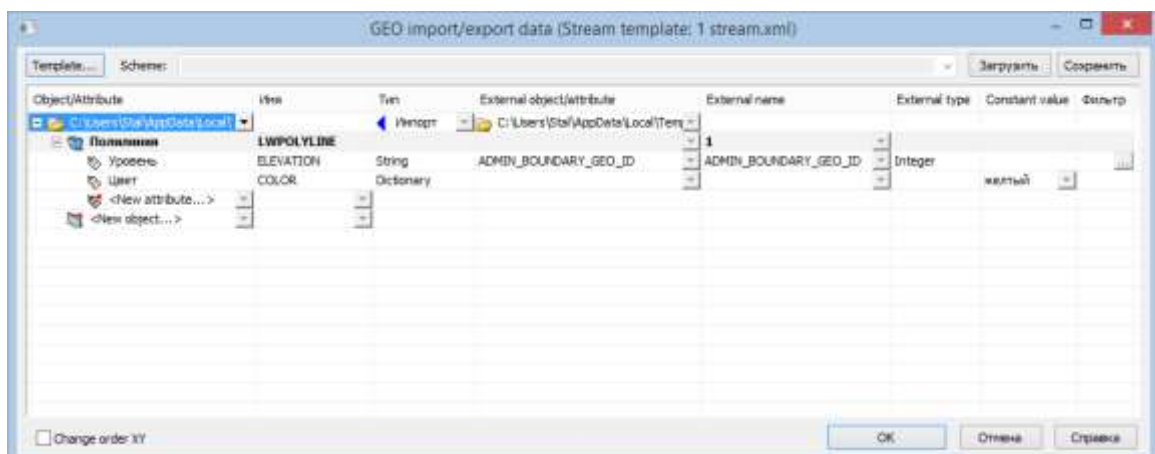 GEO import/export data (Stream template: 1 stream.xml)
Template... Scheme: Загрузить Сохранить
Object/Attribute Имя Тип External object/attribute External name External type Constant value Фильтр
C:\Users\Stal\AppData\Local\ Импорт C:\Users\Stal\AppData\Local\Tem
Полилиния LWPOLYLINE 1
Уровень ELEVATION String ADMIN_BOUNDARY_GEO_ID ADMIN_BOUNDARY_GEO_ID Integer ...
Цвет COLOR Dictionary желтый
<New attribute...>
<New object...>
Change order XY OK Отмена Справка